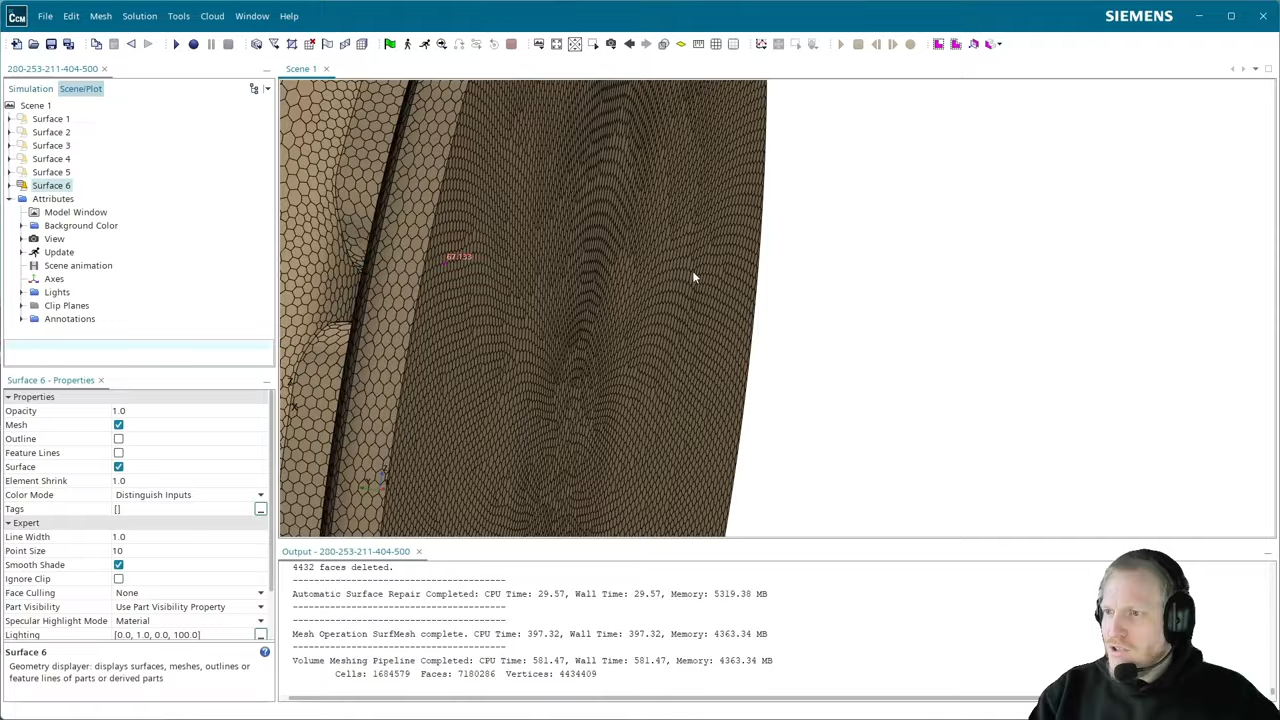 CCM File Edit Mesh Solution Tools Cloud Window Help SIEMENS
280-253-211-404-500
Scene 1
Simulation Scene/Plot
Scene 1
Surface 1
Surface 2
Surface 3
Surface 4
Surface 5
Surface 6
Attributes
Model Window
Background Color
View
Update
Scene animation
Axes
Lights
Clip Planes
Annotations
67.133
Surface 6 - Properties
Properties
Opacity 1.0
Mesh
Outline
Feature Lines
Surface
Element Shrink 1.0
Color Mode Distinguish Inputs
Tags []
Expert
Line Width 1.0
Point Size 10
Smooth Shade
Ignore Clip
Face Culling None
Part Visibility Use Part Visibility Property
Specular Highlight Mode Material
Lighting [0.0, 1.0, 0.0, 100.0]
Surface 6
Geometry displayer: displays surfaces, meshes, outlines or
feature lines of parts or derived parts
Output - 280-253-211-404-500
4432 faces deleted.
----------------------------------------
Automatic Surface Repair Completed: CPU Time: 29.57, Wall Time: 29.57, Memory: 5319.38 MB
----------------------------------------
----------------------------------------
Mesh Operation SurfMesh complete. CPU Time: 397.32, Wall Time: 397.32, Memory: 4363.34 MB
----------------------------------------
Volume Meshing Pipeline Completed: CPU Time: 581.47, Wall Time: 581.47, Memory: 4363.34 MB
Cells: 1684579 Faces: 7180286 Vertices: 4434409